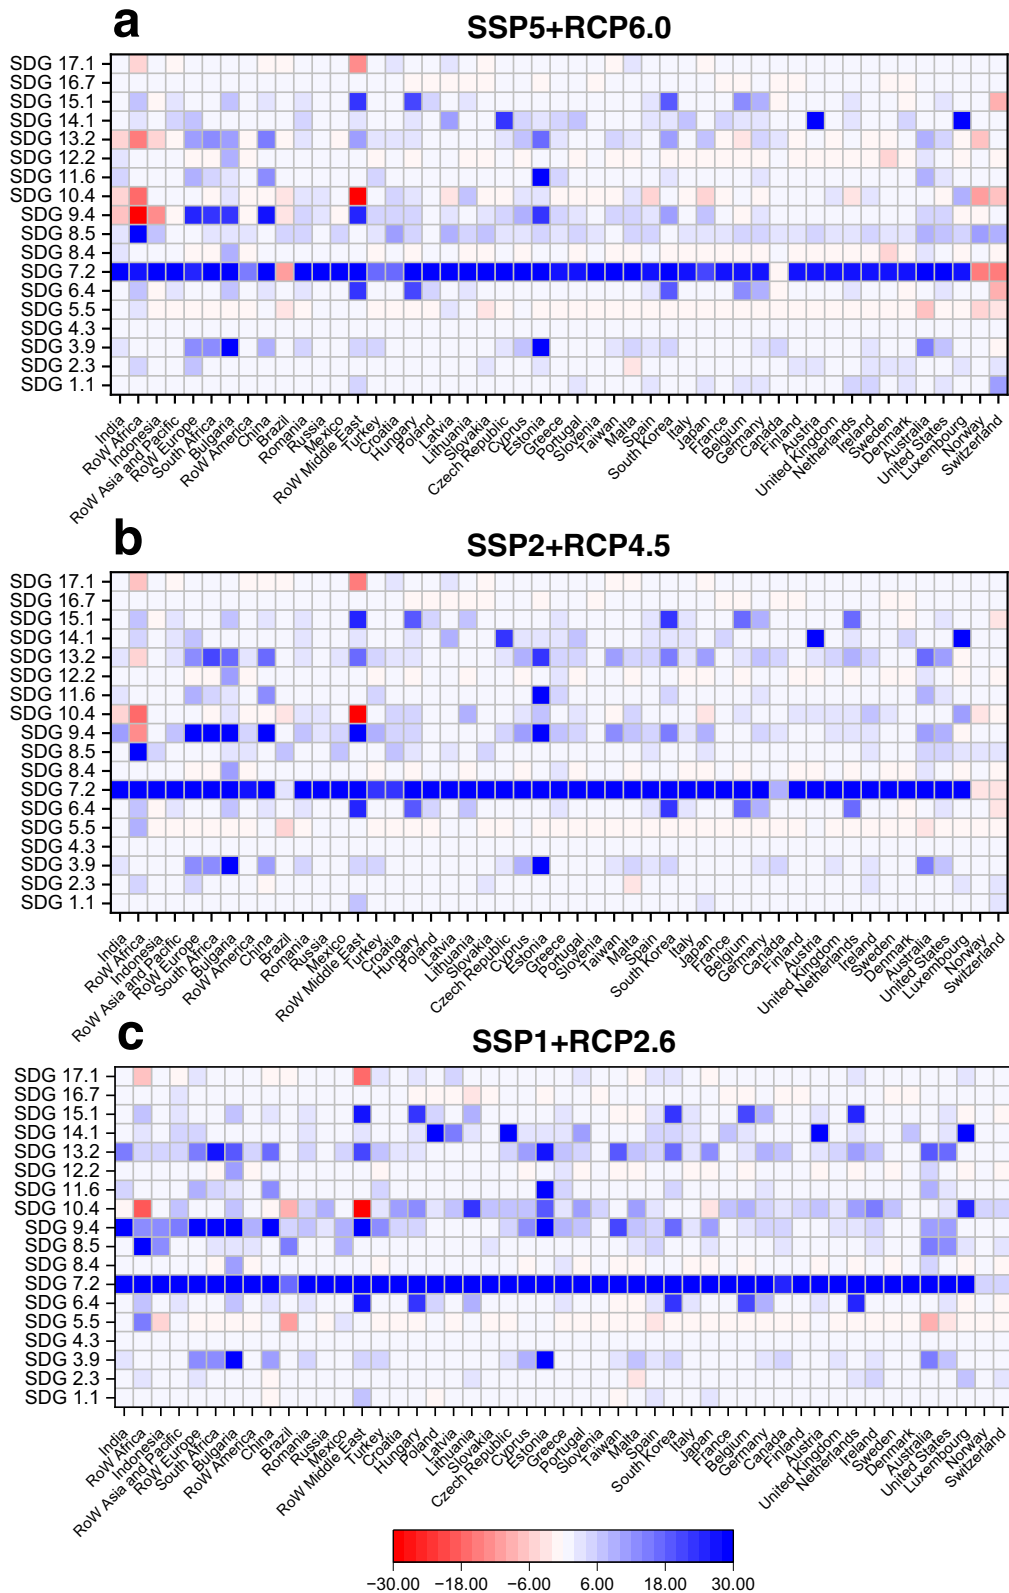 a
SSP5+RCP6.0
SDG 17.1
SDG 16.7
SDG 15.1
SDG 14.1
SDG 13.2
SDG 12.2
SDG 11.6
SDG 10.4
SDG 9.4
SDG 8.5
SDG 8.4
SDG 7.2
SDG 6.4
SDG 5.5
SDG 4.3
SDG 3.9
SDG 2.3
SDG 1.1
India
RoW Africa
Indonesia
RoW Asia and Pacific
RoW Europe
South Africa
Bulgaria
RoW America
China
Brazil
Romania
Russia
Mexico
RoW Middle East
Turkey
Croatia
Hungary
Poland
Latvia
Lithuania
Slovakia
Czech Republic
Cyprus
Estonia
Greece
Portugal
Slovenia
Taiwan
Malta
Spain
South Korea
Italy
Japan
France
Belgium
Germany
Canada
Finland
Austria
United Kingdom
Netherlands
Ireland
Sweden
Denmark
Australia
United States
Luxembourg
Norway
Switzerland
b
SSP2+RCP4.5
SDG 17.1
SDG 16.7
SDG 15.1
SDG 14.1
SDG 13.2
SDG 12.2
SDG 11.6
SDG 10.4
SDG 9.4
SDG 8.5
SDG 8.4
SDG 7.2
SDG 6.4
SDG 5.5
SDG 4.3
SDG 3.9
SDG 2.3
SDG 1.1
India
RoW Africa
Indonesia
RoW Asia and Pacific
RoW Europe
South Africa
Bulgaria
RoW America
China
Brazil
Romania
Russia
Mexico
RoW Middle East
Turkey
Croatia
Hungary
Poland
Latvia
Lithuania
Slovakia
Czech Republic
Cyprus
Estonia
Greece
Portugal
Slovenia
Taiwan
Malta
Spain
South Korea
Italy
Japan
France
Belgium
Germany
Canada
Finland
Austria
United Kingdom
Netherlands
Ireland
Sweden
Denmark
Australia
United States
Luxembourg
Norway
Switzerland
c
SSP1+RCP2.6
SDG 17.1
SDG 16.7
SDG 15.1
SDG 14.1
SDG 13.2
SDG 12.2
SDG 11.6
SDG 10.4
SDG 9.4
SDG 8.5
SDG 8.4
SDG 7.2
SDG 6.4
SDG 5.5
SDG 4.3
SDG 3.9
SDG 2.3
SDG 1.1
India
RoW Africa
Indonesia
RoW Asia and Pacific
RoW Europe
South Africa
Bulgaria
RoW America
China
Brazil
Romania
Russia
Mexico
RoW Middle East
Turkey
Croatia
Hungary
Poland
Latvia
Lithuania
Slovakia
Czech Republic
Cyprus
Estonia
Greece
Portugal
Slovenia
Taiwan
Malta
Spain
South Korea
Italy
Japan
France
Belgium
Germany
Canada
Finland
Austria
United Kingdom
Netherlands
Ireland
Sweden
Denmark
Australia
United States
Luxembourg
Norway
Switzerland
−30.00 −18.00 −6.00 6.00 18.00 30.00